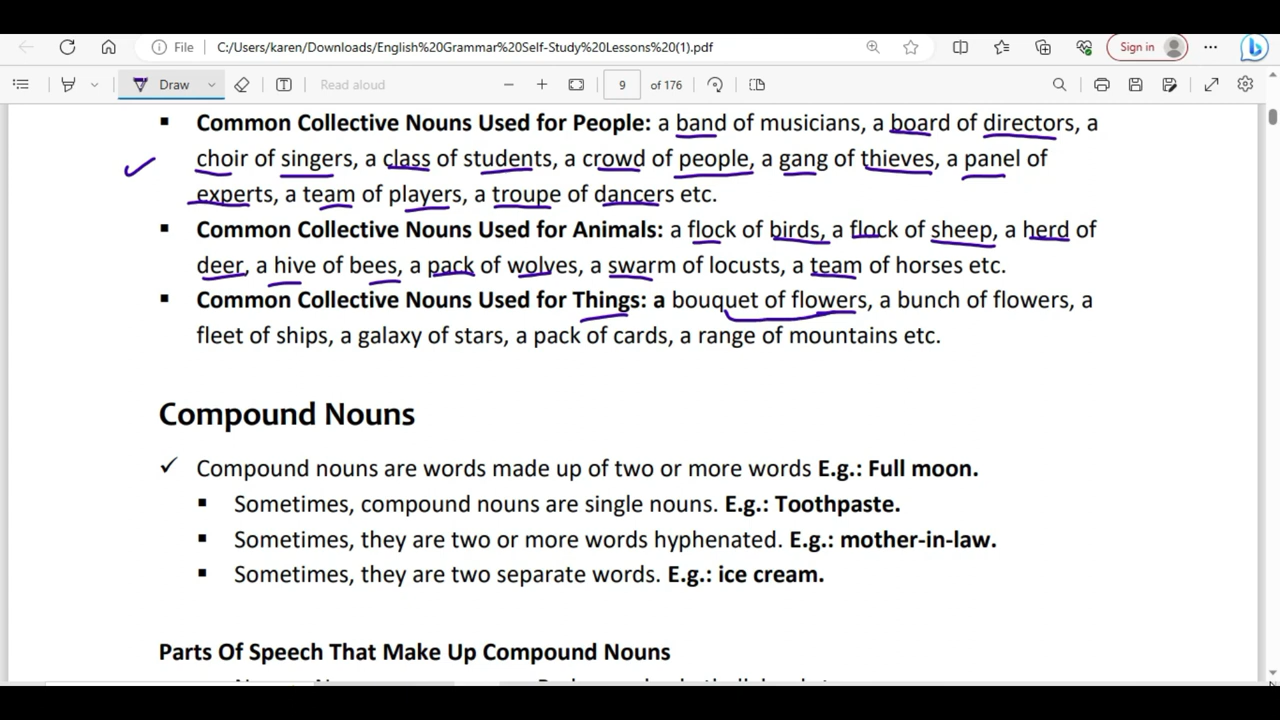 File C:/Users/karen/Downloads/English%20Grammar%20Self-Study%20Lessons%20(1).pdf Sign in
Draw Read aloud 9 of 176
▪ Common Collective Nouns Used for People: a band of musicians, a board of directors, a
choir of singers, a class of students, a crowd of people, a gang of thieves, a panel of
experts, a team of players, a troupe of dancers etc.
▪ Common Collective Nouns Used for Animals: a flock of birds, a flock of sheep, a herd of
deer, a hive of bees, a pack of wolves, a swarm of locusts, a team of horses etc.
▪ Common Collective Nouns Used for Things: a bouquet of flowers, a bunch of flowers, a
fleet of ships, a galaxy of stars, a pack of cards, a range of mountains etc.
Compound Nouns
✓ Compound nouns are words made up of two or more words E.g.: Full moon.
▪ Sometimes, compound nouns are single nouns. E.g.: Toothpaste.
▪ Sometimes, they are two or more words hyphenated. E.g.: mother-in-law.
▪ Sometimes, they are two separate words. E.g.: ice cream.
Parts Of Speech That Make Up Compound Nouns